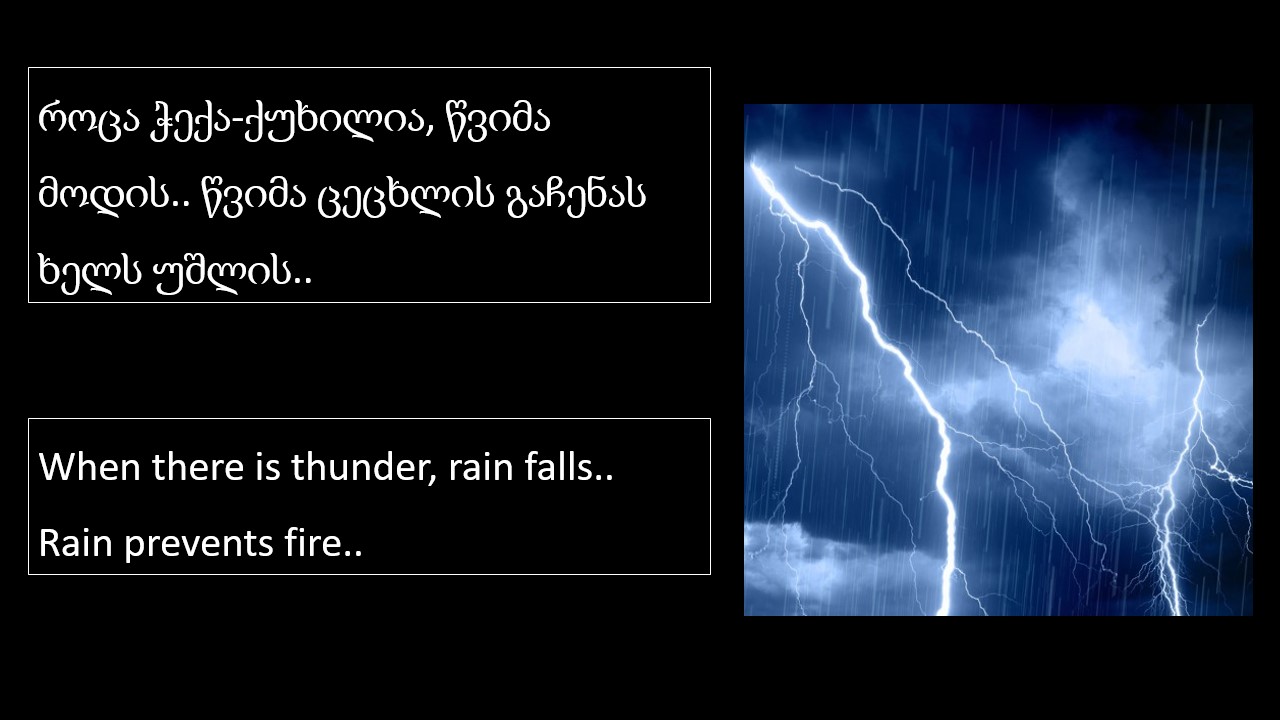 როცა ჭექა-ქუხილია, წვიმა
მოდის.. წვიმა ცეცხლის გაჩენას
ხელს უშლის..
When there is thunder, rain falls..
Rain prevents fire..